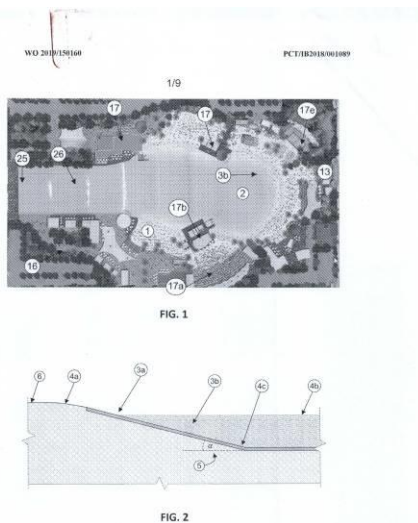 WO 2019/150160
PCT/IB2018/001089
1/9
17
17
17e
25
26
3b
13
2
17b
1
16
17a
FIG. 1
6
4a
3a
3b
4c
4b
α
5
FIG. 2